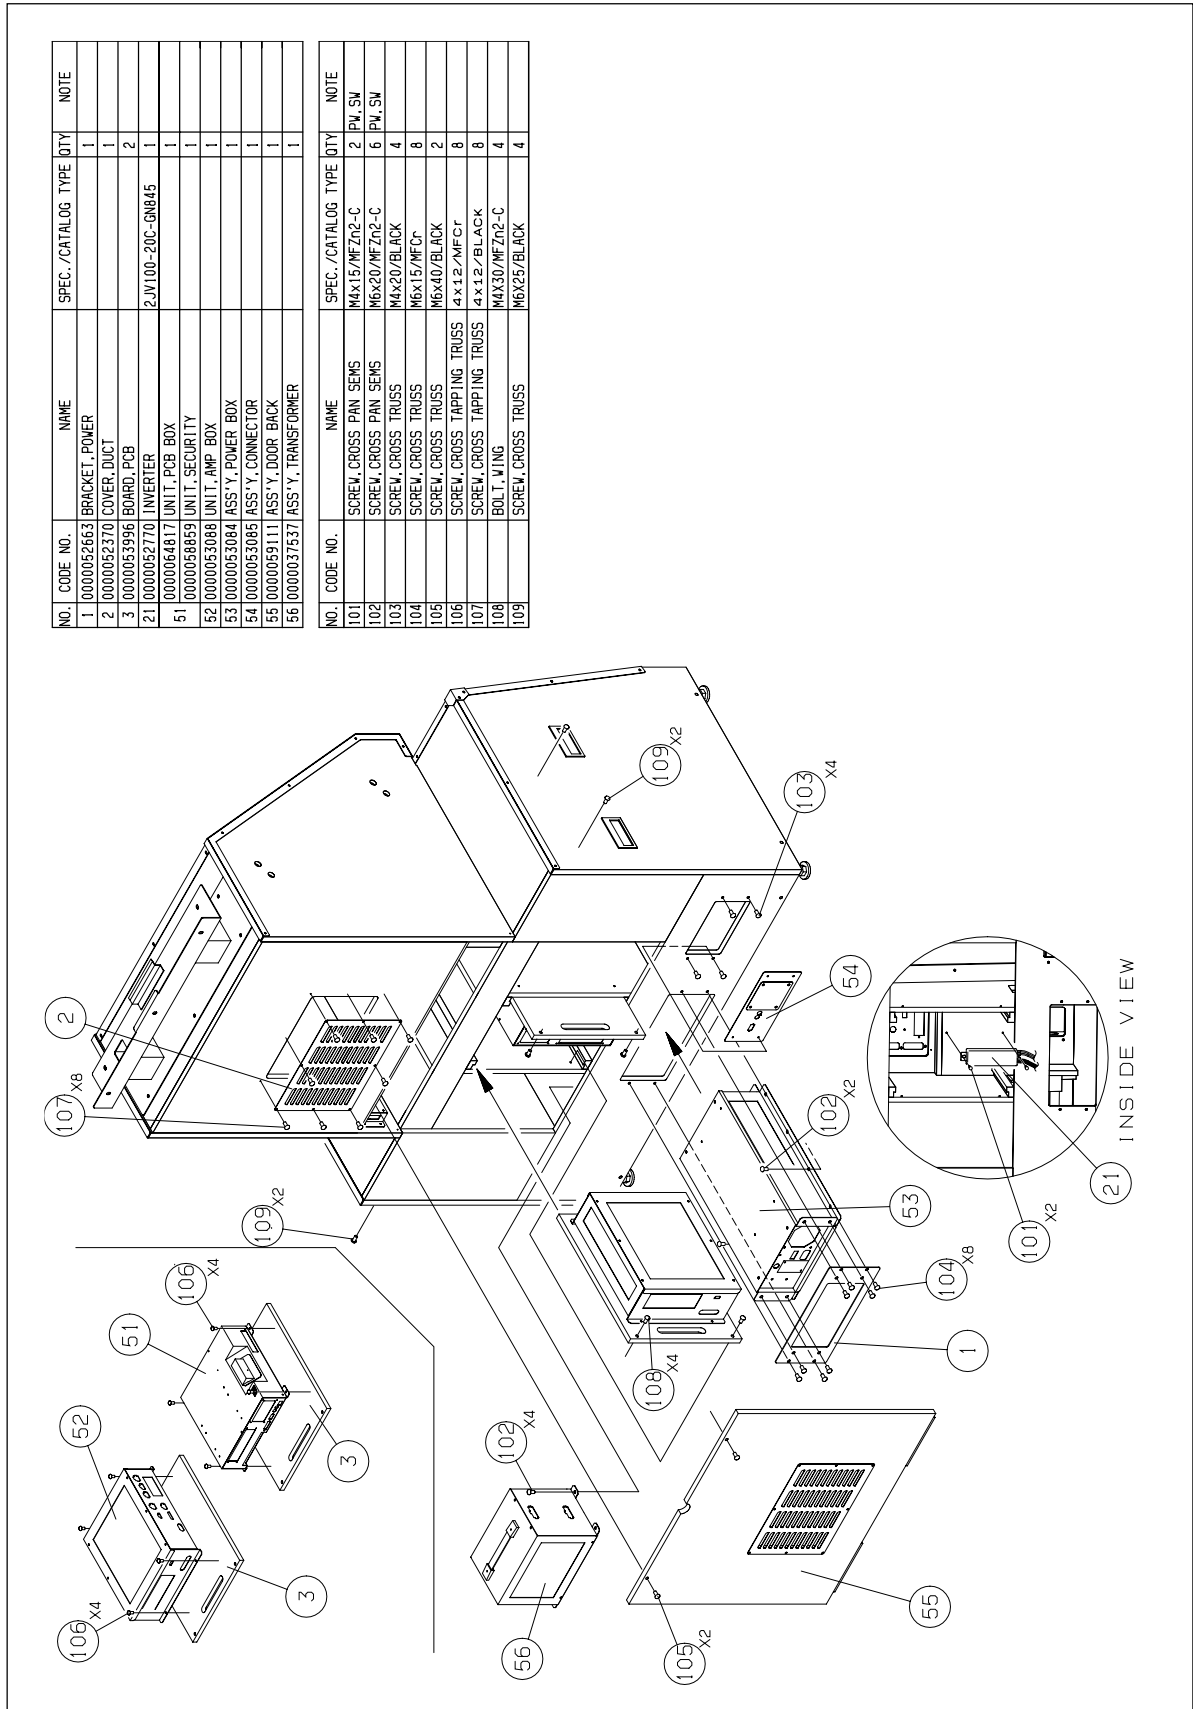 NO. CODE NO. NAME SPEC./CATALOG TYPE QTY NOTE
1 0000052663 BRACKET,POWER 1
2 0000052370 COVER,DUCT 1
3 0000053996 BOARD,PCB 2
21 0000052770 INVERTER 2JV100-20C-GN845 1
51 0000064817 UNIT,PCB BOX 1
0000058859 UNIT,SECURITY 1
52 0000053088 UNIT,AMP BOX 1
53 0000053084 ASS'Y,POWER BOX 1
54 0000053085 ASS'Y,CONNECTOR 1
55 0000059111 ASS'Y,DOOR BACK 1
56 0000037537 ASS'Y,TRANSFORMER 1
NO. CODE NO. NAME SPEC./CATALOG TYPE QTY NOTE
101 SCREW,CROSS PAN SEMS M4x15/MFZn2-C 2 PW,SW
102 SCREW,CROSS PAN SEMS M6x20/MFZn2-C 6 PW,SW
103 SCREW,CROSS TRUSS M4x20/BLACK 4
104 SCREW,CROSS TRUSS M6x15/MFCr 8
105 SCREW,CROSS TRUSS M6x40/BLACK 2
106 SCREW,CROSS TAPPING TRUSS 4x12/MFCr 8
107 SCREW,CROSS TAPPING TRUSS 4x12/BLACK 8
108 BOLT,WING M4X30/MFZn2-C 4
109 SCREW,CROSS TRUSS M6X25/BLACK 4
106 X4
52
3
51
106 X4
3
109 X2
107 X8
2
109 X2
103 X4
54
102 X2
53
104 X8
1
108 X4
102 X4
56
105 X2
55
101 X2
21
INSIDE VIEW